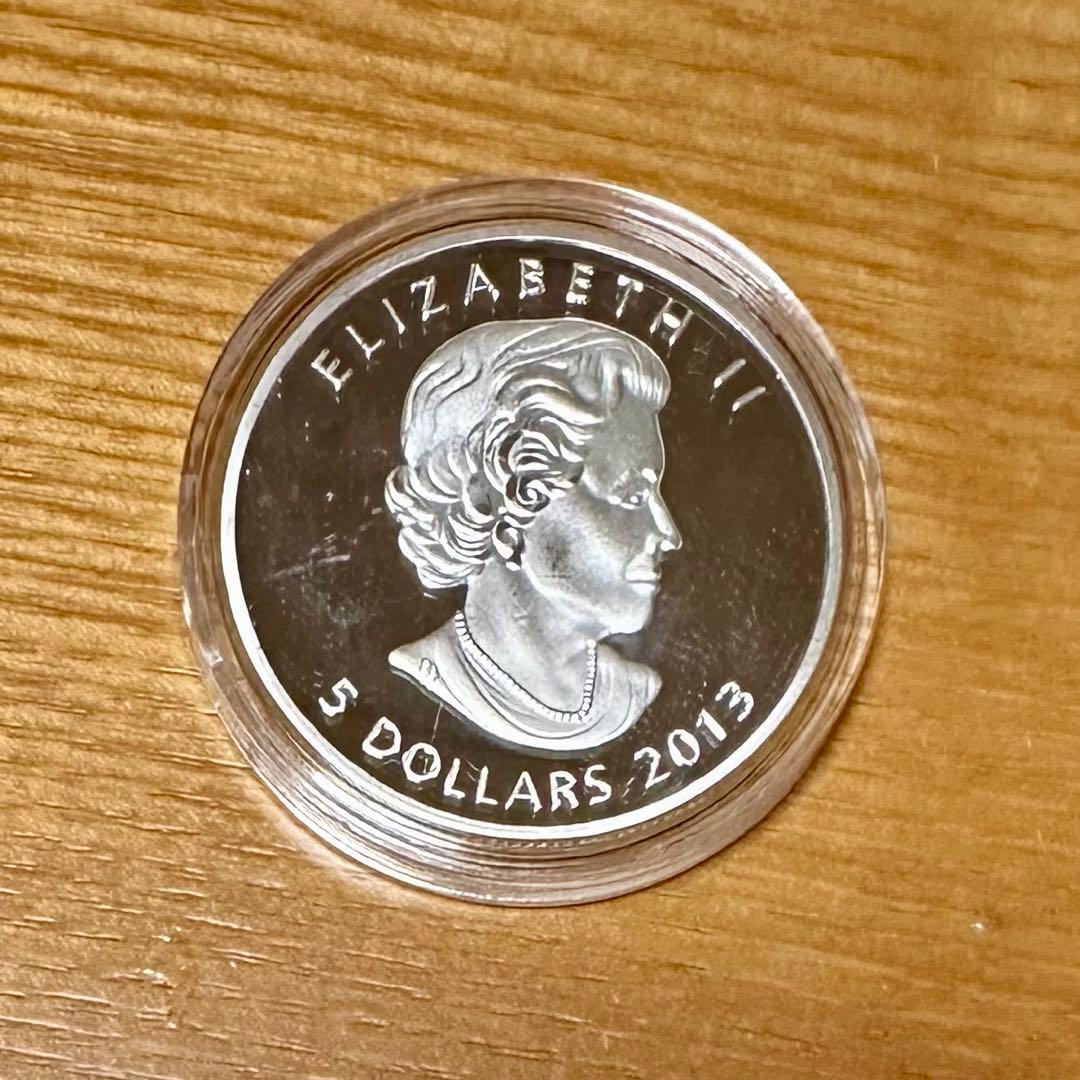 ELIZABETH II
5 DOLLARS 2013